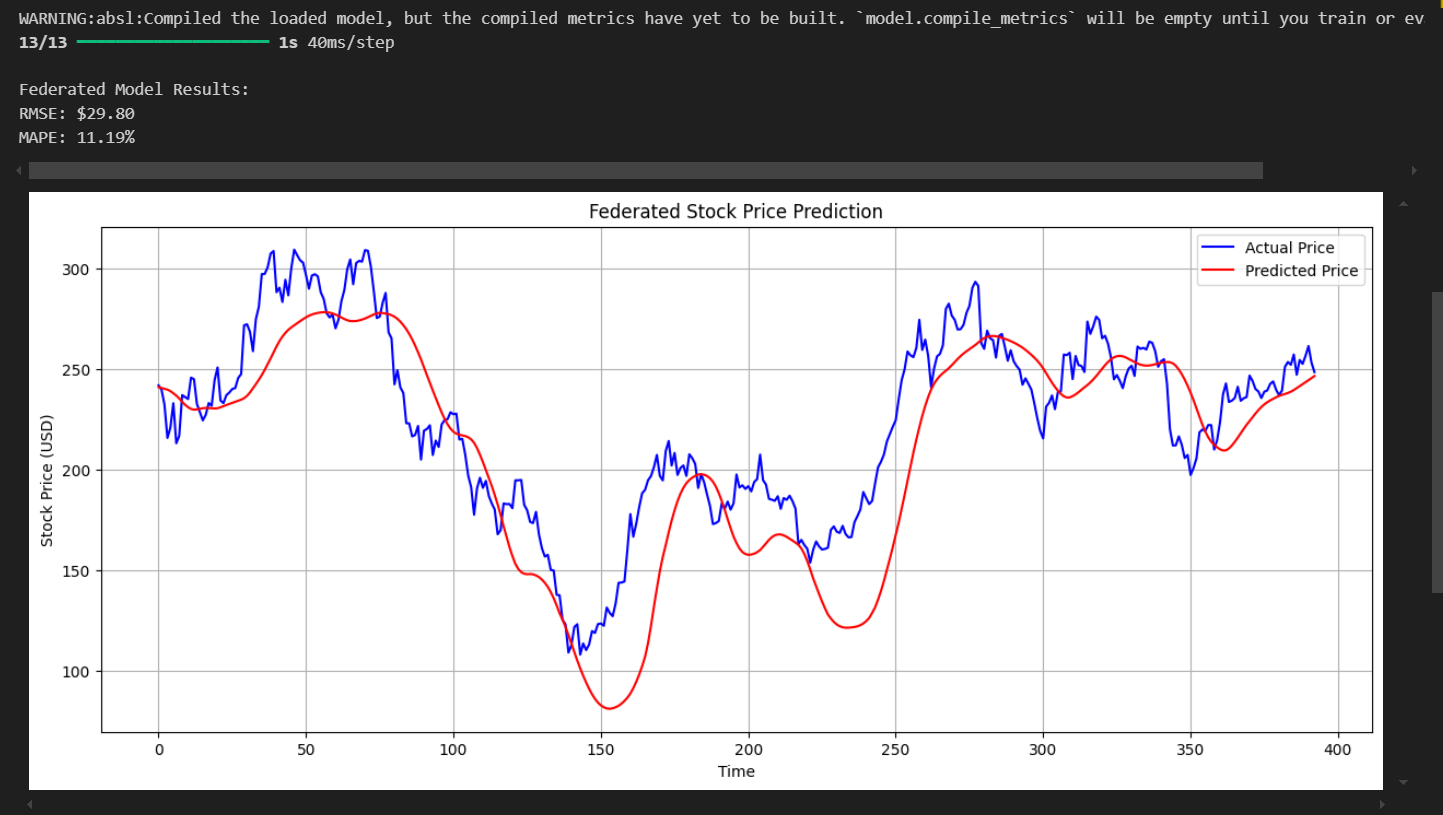 WARNING:absl:Compiled the loaded model, but the compiled metrics have yet to be built. `model.compile_metrics` will be empty until you train or ev
13/13 ━━━━━━━━━━━━━━━━━━━━ 1s 40ms/step
Federated Model Results:
RMSE: $29.80
MAPE: 11.19%
Federated Stock Price Prediction
Actual Price
Predicted Price
Stock Price (USD)
300
250
200
150
100
0 50 100 150 200 250 300 350 400
Time